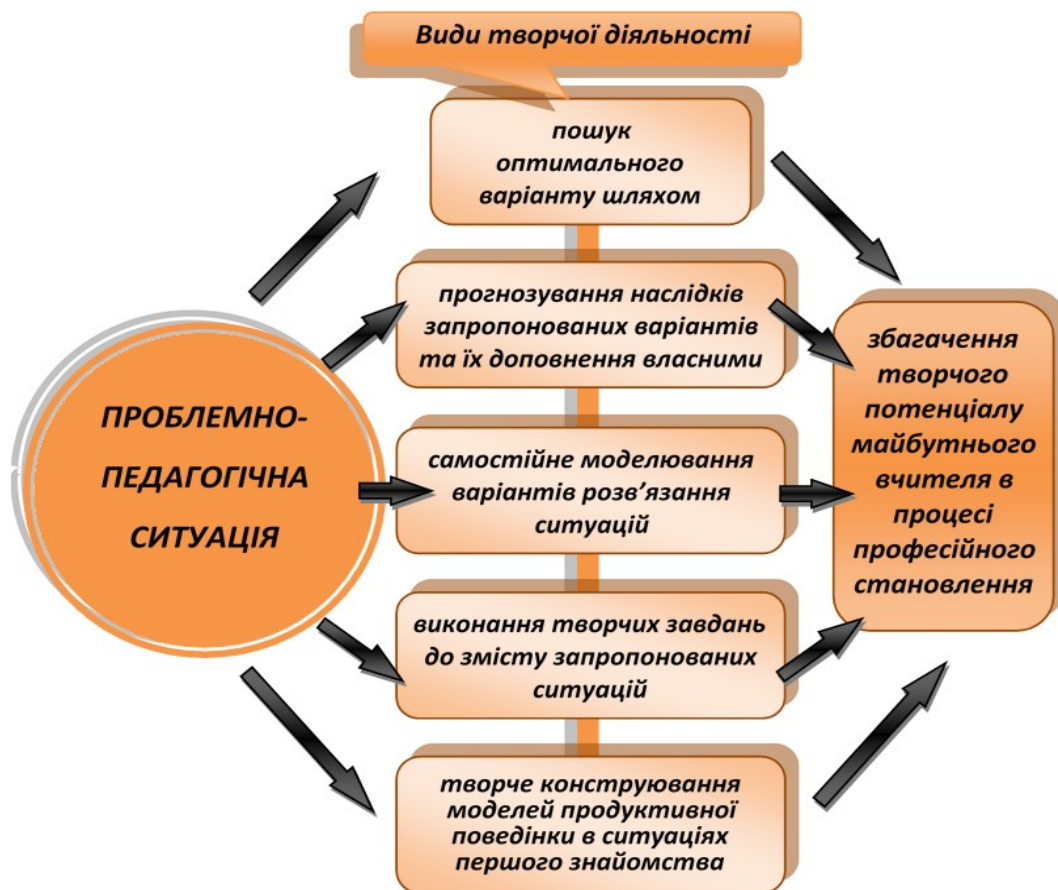 Види творчої діяльності
пошук
оптимального
варіанту шляхом
прогнозування наслідків
запропонованих варіантів
та їх доповнення власними
ПРОБЛЕМНО-
ПЕДАГОГІЧНА
СИТУАЦІЯ
самостійне моделювання
варіантів розв’язання
ситуацій
виконання творчих завдань
до змісту запропонованих
ситуацій
творче конструювання
моделей продуктивної
поведінки в ситуаціях
першого знайомства
збагачення
творчого
потенціалу
майбутнього
вчителя в
процесі
професійного
становлення